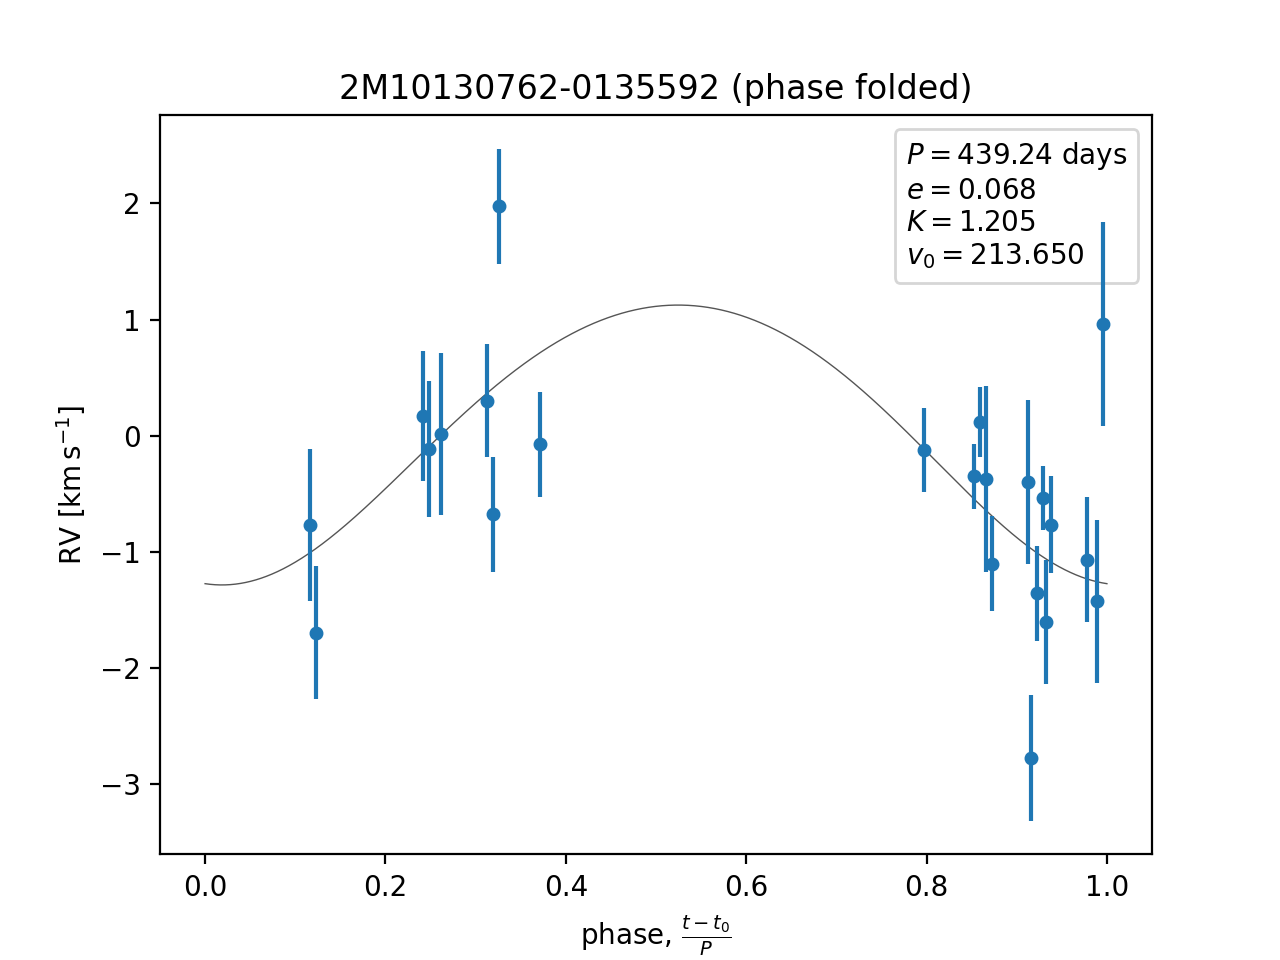 2M10130762-0135592 (phase folded)
P = 439.24 days
e = 0.068
K = 1.205
v₀ = 213.650
RV [km s⁻¹]
2
1
0
−1
−2
−3
0.0 0.2 0.4 0.6 0.8 1.0
phase, (t − t₀)/P